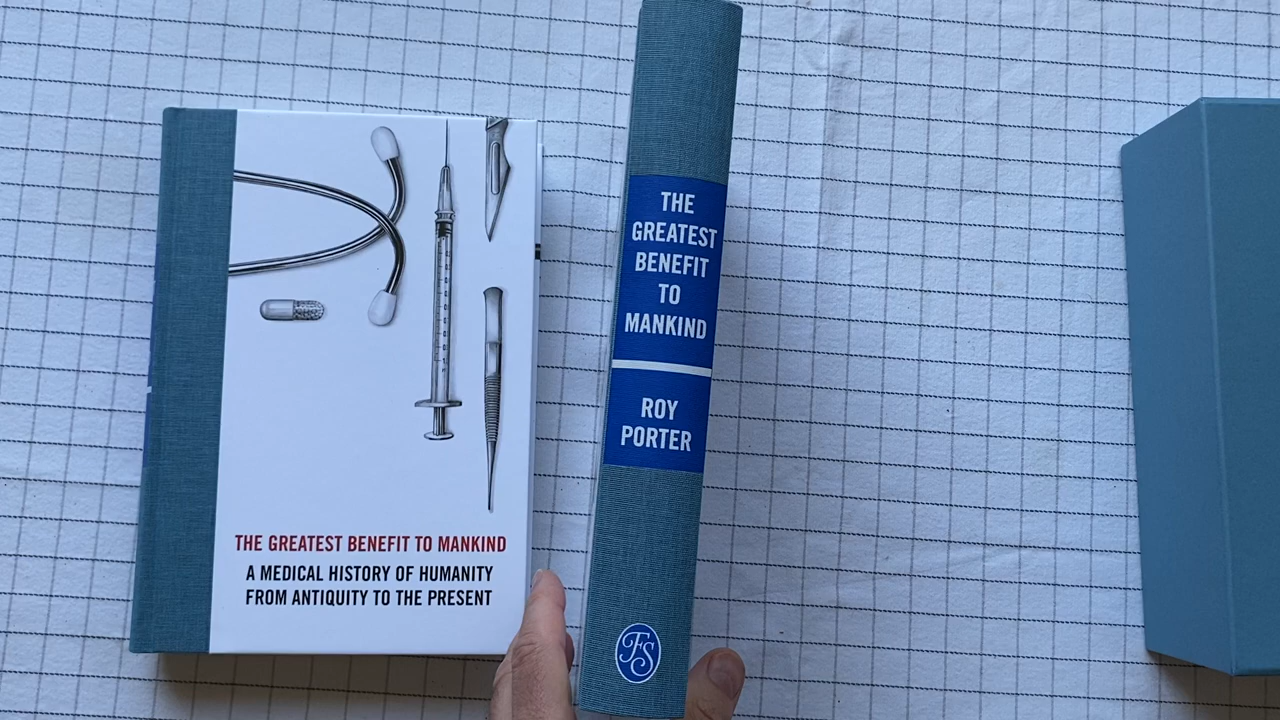 THE GREATEST BENEFIT TO MANKIND
A MEDICAL HISTORY OF HUMANITY
FROM ANTIQUITY TO THE PRESENT
THE
GREATEST
BENEFIT
TO
MANKIND
ROY
PORTER
FS